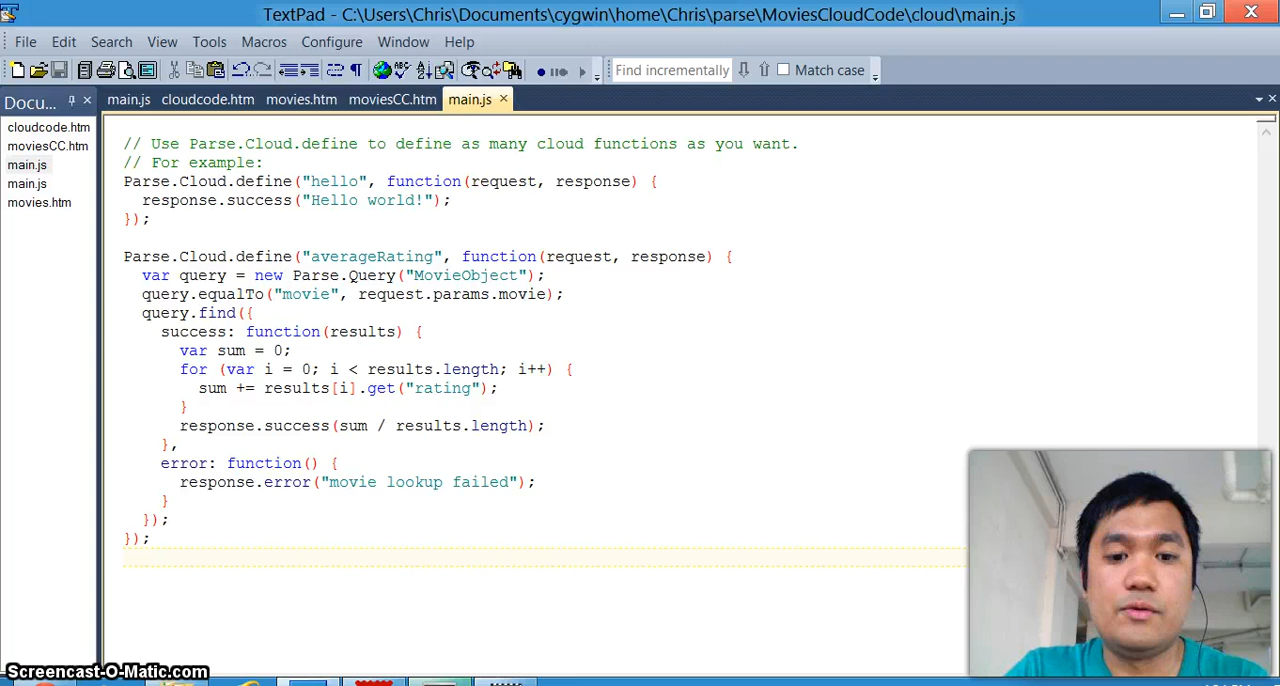 TextPad - C:\Users\Chris\Documents\cygwin\home\Chris\parse\MoviesCloudCode\cloud\main.js
File Edit Search View Tools Macros Configure Window Help
Find incrementally Match case
Docu... main.js cloudcode.htm movies.htm moviesCC.htm main.js
cloudcode.htm
moviesCC.htm
main.js
main.js
movies.htm
// Use Parse.Cloud.define to define as many cloud functions as you want.
// For example:
Parse.Cloud.define("hello", function(request, response) {
  response.success("Hello world!");
});
Parse.Cloud.define("averageRating", function(request, response) {
  var query = new Parse.Query("MovieObject");
  query.equalTo("movie", request.params.movie);
  query.find({
    success: function(results) {
      var sum = 0;
      for (var i = 0; i < results.length; i++) {
        sum += results[i].get("rating");
      }
      response.success(sum / results.length);
    },
    error: function() {
      response.error("movie lookup failed");
    }
  });
});
Screencast-O-Matic.com